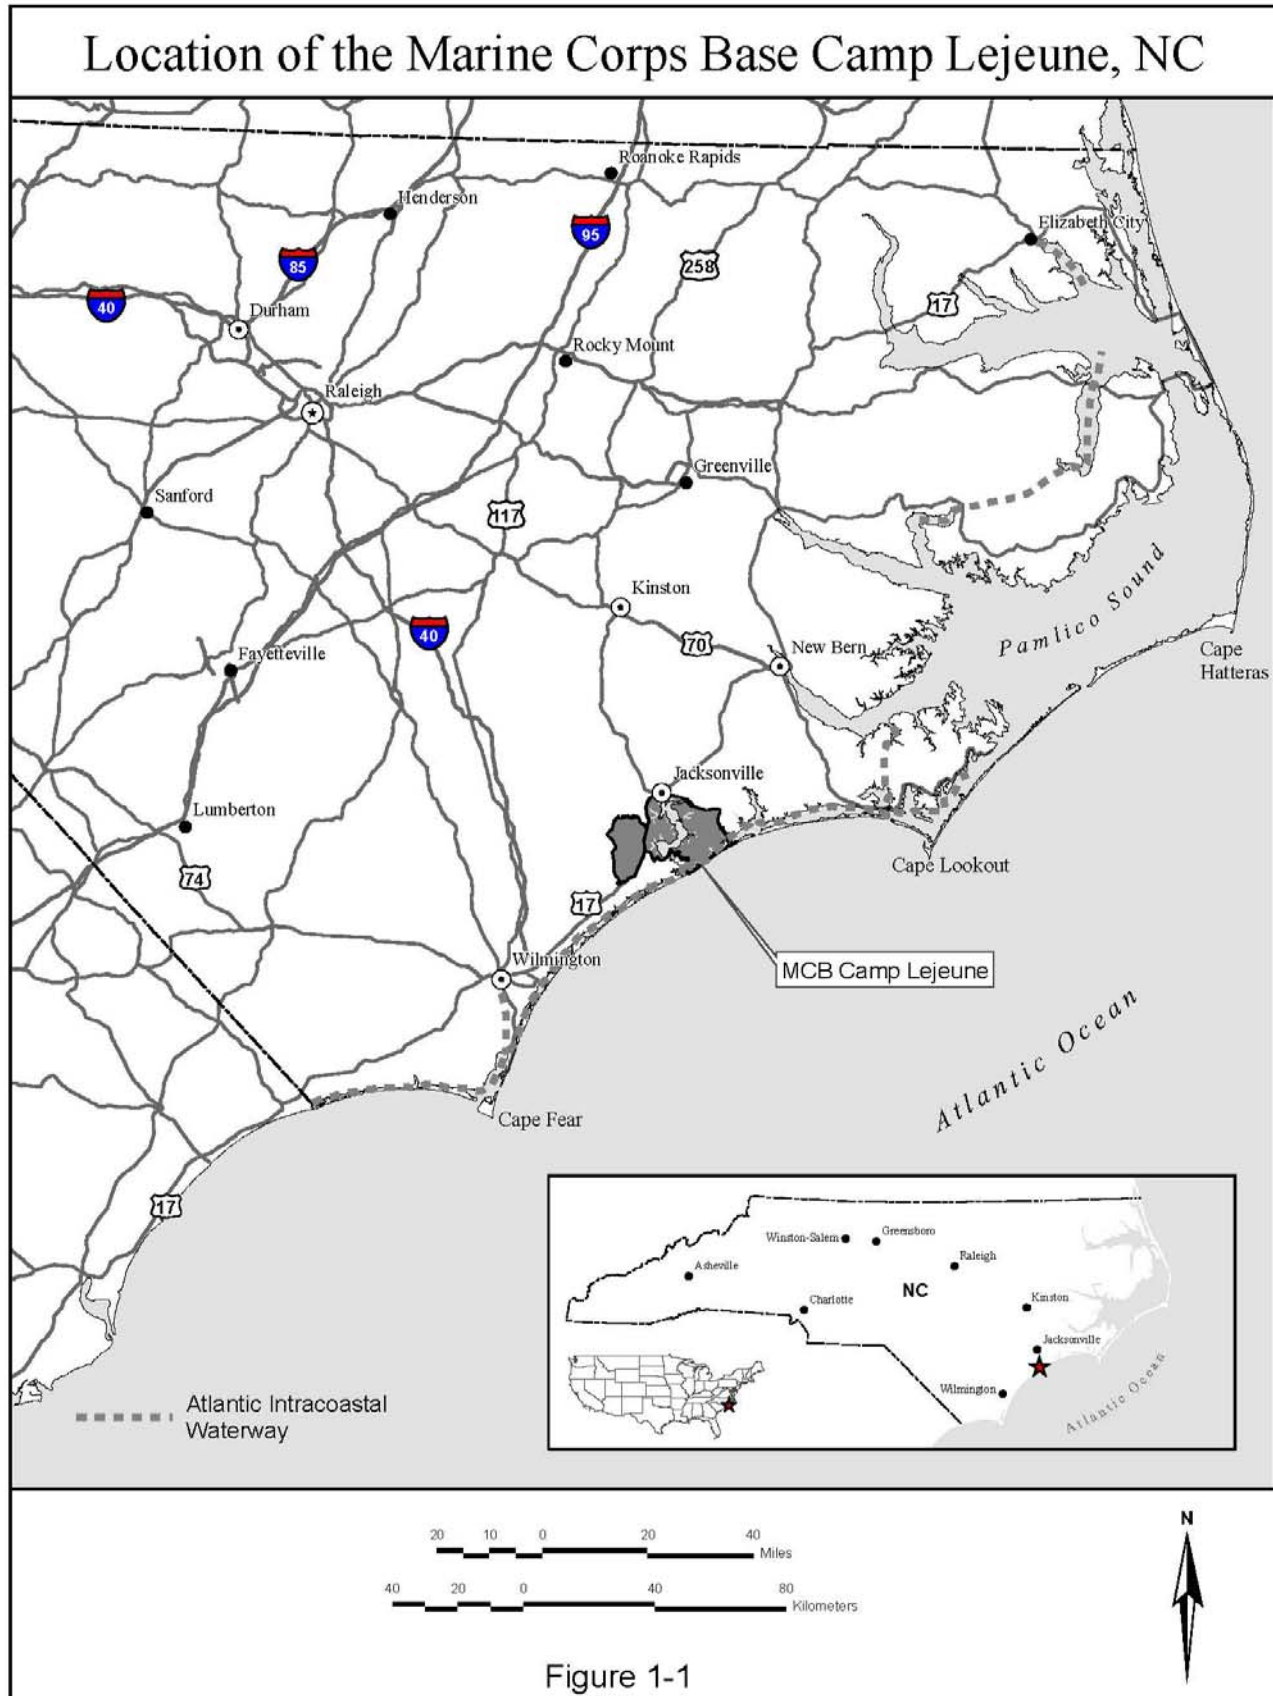 Location of the Marine Corps Base Camp Lejeune, NC
Roanoke Rapids
Henderson
95
Elizabeth City
85
258
40
17
Durham
Rocky Mount
Raleigh
Greenville
Sanford
117
Pamlico Sound
Kinston
40
70
New Bern
Cape
Hatteras
Fayetteville
Jacksonville
Lumberton
Cape Lookout
74
17
Wilmington
MCB Camp Lejeune
Atlantic Ocean
Cape Fear
17
Winston-Salem
Greensboro
Raleigh
Asheville
NC
Charlotte
Kinston
Jacksonville
Wilmington
Atlantic Ocean
Atlantic Intracoastal
Waterway
N
20 10 0 20 40
Miles
40 20 0 40 80
Kilometers
Figure 1-1